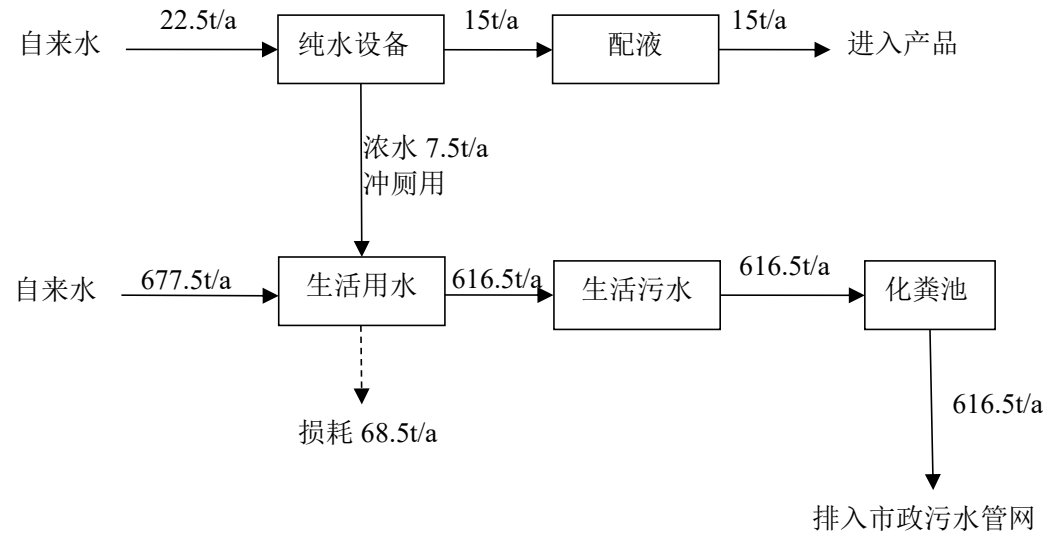 22.5t/a
15t/a
15t/a
自来水
纯水设备
配液
进入产品
浓水 7.5t/a
冲厕用
自来水
677.5t/a
生活用水
616.5t/a
生活污水
616.5t/a
化粪池
损耗 68.5t/a
616.5t/a
排入市政污水管网